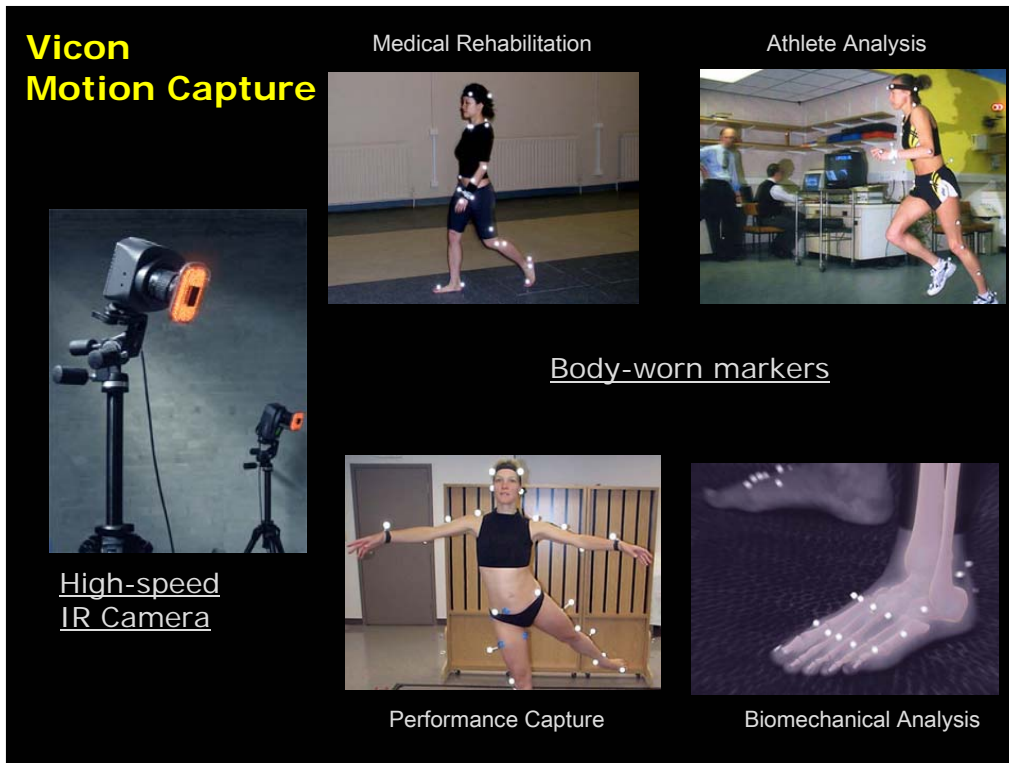 Vicon
Motion Capture
Medical Rehabilitation
Athlete Analysis
Body-worn markers
High-speed
IR Camera
Performance Capture
Biomechanical Analysis